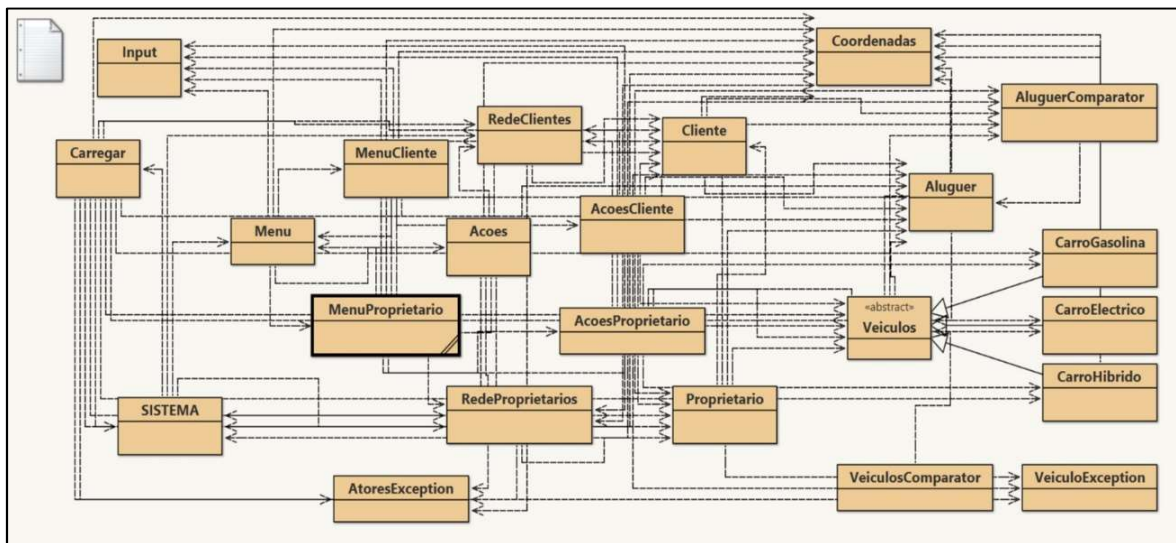 Input
Coordenadas
AluguerComparator
RedeClientes
Cliente
Carregar
MenuCliente
Aluguer
AcoesCliente
Menu
Acoes
CarroGasolina
MenuProprietario
AcoesProprietario
«abstract»
Veiculos
CarroElectrico
CarroHibrido
SISTEMA
RedeProprietarios
Proprietario
AtoresException
VeiculosComparator
VeiculoException